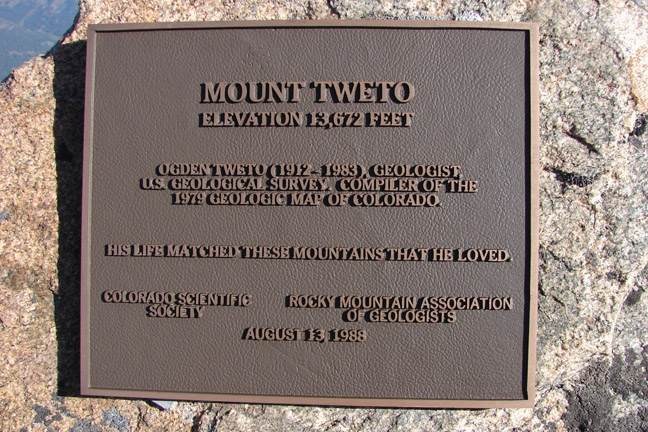 MOUNT TWETO
ELEVATION 13,672 FEET
OGDEN TWETO (1912 - 1983), GEOLOGIST,
U.S. GEOLOGICAL SURVEY, COMPILER OF THE
1979 GEOLOGIC MAP OF COLORADO.
HIS LIFE MATCHED THESE MOUNTAINS THAT HE LOVED.
COLORADO SCIENTIFIC
SOCIETY
ROCKY MOUNTAIN ASSOCIATION
OF GEOLOGISTS
AUGUST 13, 1988